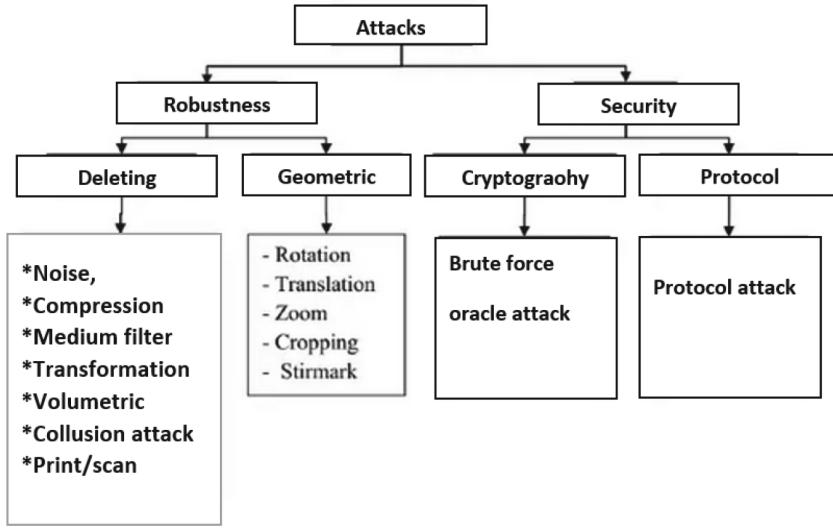 Attacks
Robustness
Security
Deleting
Geometric
Cryptograohy
Protocol
*Noise,
*Compression
*Medium filter
*Transformation
*Volumetric
*Collusion attack
*Print/scan
- Rotation
- Translation
- Zoom
- Cropping
- Stirmark
Brute force
oracle attack
Protocol attack